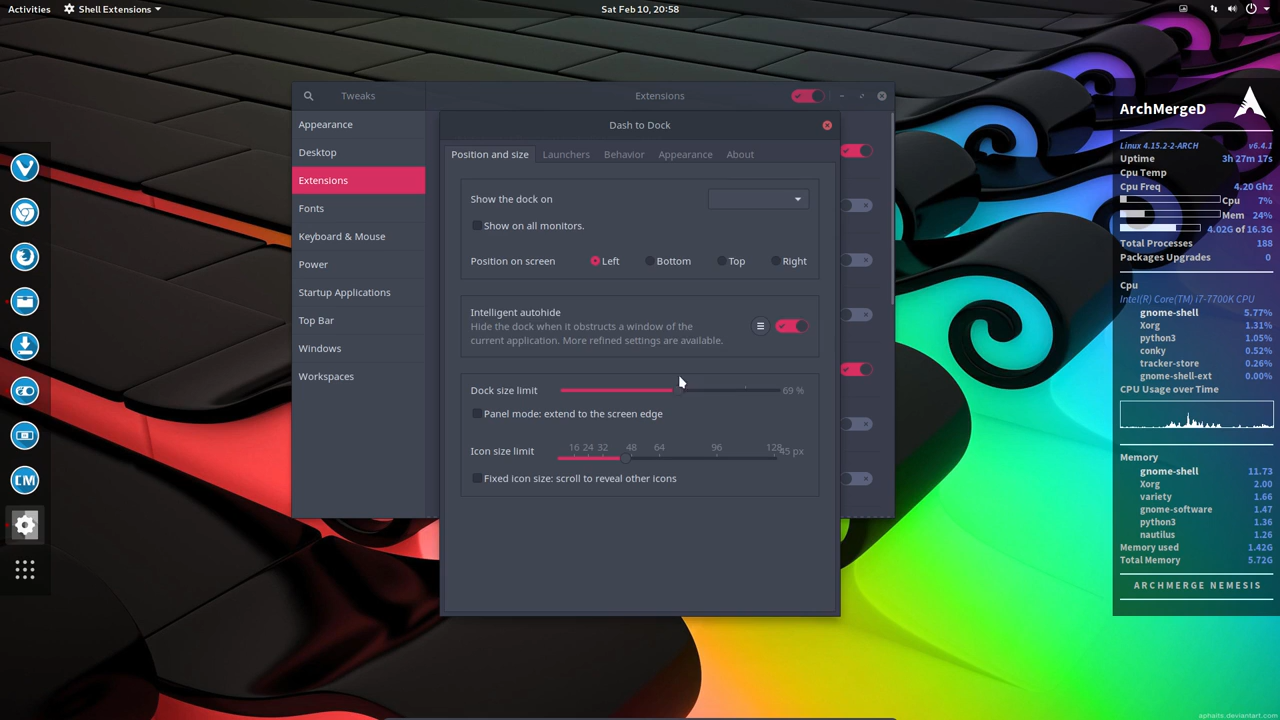 Activities
Shell Extensions
Sat Feb 10, 20:58
Tweaks
Extensions
Appearance
Desktop
Extensions
Fonts
Keyboard & Mouse
Power
Startup Applications
Top Bar
Windows
Workspaces
Dash to Dock
Position and size
Launchers
Behavior
Appearance
About
Show the dock on
Show on all monitors.
Position on screen
Left
Bottom
Top
Right
Intelligent autohide
Hide the dock when it obstructs a window of the
current application. More refined settings are available.
Dock size limit
69 %
Panel mode: extend to the screen edge
16 24 32 48 64 96 128
Icon size limit
45 px
Fixed icon size: scroll to reveal other icons
CM
ArchMergeD
Linux 4.15.2-2-ARCH v6.4.1
Uptime 3h 27m 17s
Cpu Temp
Cpu Freq 4.20 Ghz
Cpu 7%
Mem 24%
4.02G of 16.3G
Total Processes 188
Packages Upgrades 0
Cpu
Intel(R) Core(TM) i7-7700K CPU
gnome-shell 5.77%
Xorg 1.31%
python3 1.05%
conky 0.52%
tracker-store 0.26%
gnome-shell-ext 0.00%
CPU Usage over Time
Memory
gnome-shell 11.73
Xorg 2.00
variety 1.66
gnome-software 1.47
python3 1.36
nautilus 1.26
Memory used 1.42G
Total Memory 5.72G
ARCHMERGE NEMESIS
aphaits.deviantart.com